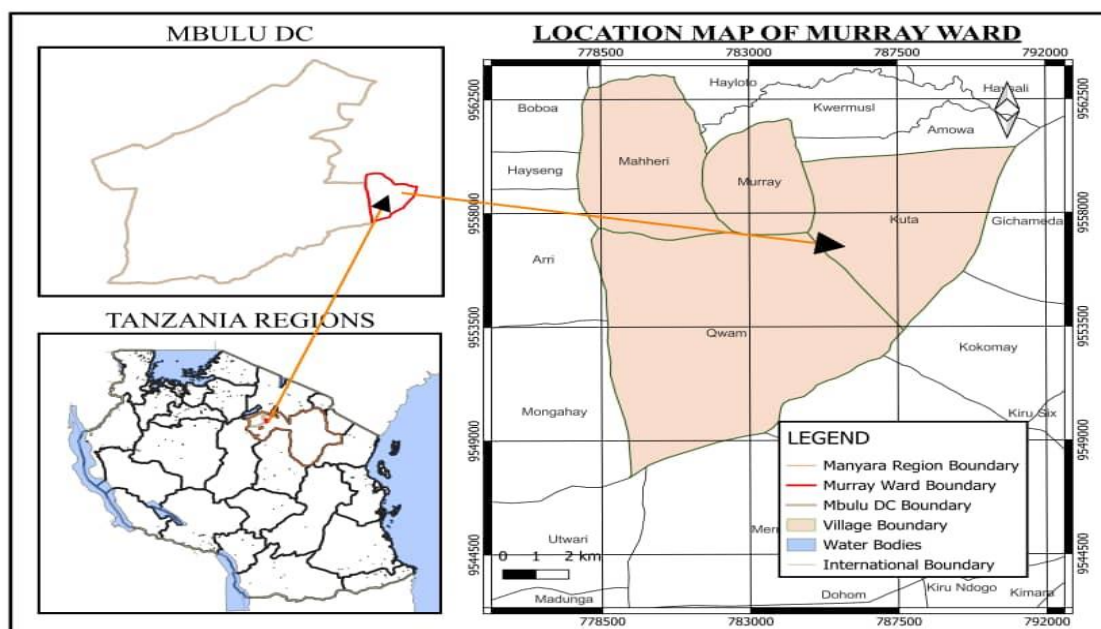 MBULU DC
TANZANIA REGIONS
LOCATION MAP OF MURRAY WARD
778500 783000 787500 792000
9562500
9558000
9553500
9549000
9544500
Hayloto
Boboa
Kwermusl
Amowa
Hayseng
Mahheri
Murray
Kuta
Gichameda
Arri
Qwam
Kokomay
Mongahay
Kiru Six
Utwari
Kiru Ndogo
Madunga
Dohom
Kimara
0 1 2 km
LEGEND
Manyara Region Boundary
Murray Ward Boundary
Mbulu DC Boundary
Village Boundary
Water Bodies
International Boundary
9562500
9558000
9553500
9549000
9544500
778500 783000 787500 792000